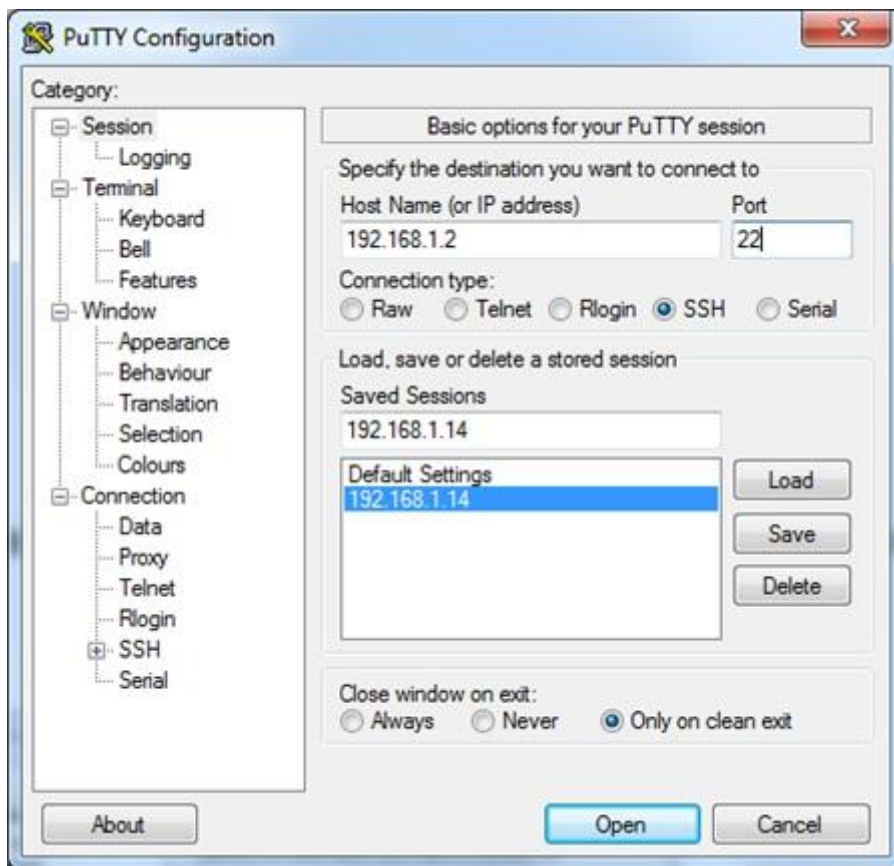 PuTTY Configuration
Category:
Session
Logging
Terminal
Keyboard
Bell
Features
Window
Appearance
Behaviour
Translation
Selection
Colours
Connection
Data
Proxy
Telnet
Rlogin
SSH
Serial
Basic options for your PuTTY session
Specify the destination you want to connect to
Host Name (or IP address) Port
192.168.1.2 22
Connection type:
Raw Telnet Rlogin SSH Serial
Load, save or delete a stored session
Saved Sessions
192.168.1.14
Default Settings
192.168.1.14
Load
Save
Delete
Close window on exit:
Always Never Only on clean exit
About Open Cancel